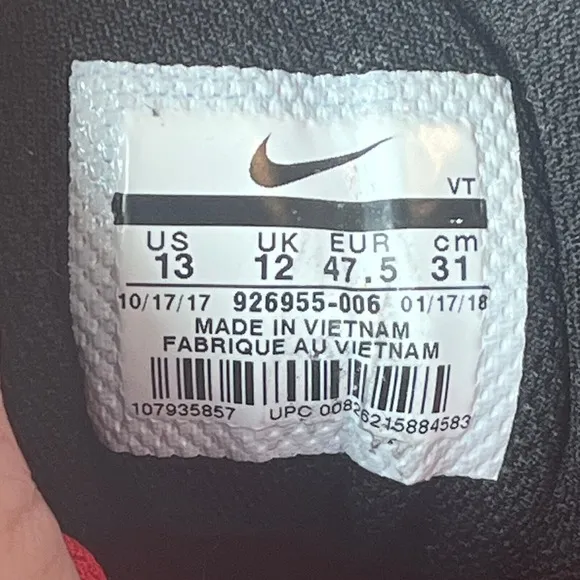 VT
US UK EUR cm
13 12 47.5 31
10/17/17 926955-006 01/17/18
MADE IN VIETNAM
FABRIQUE AU VIETNAM
107935857 UPC 00826215884583